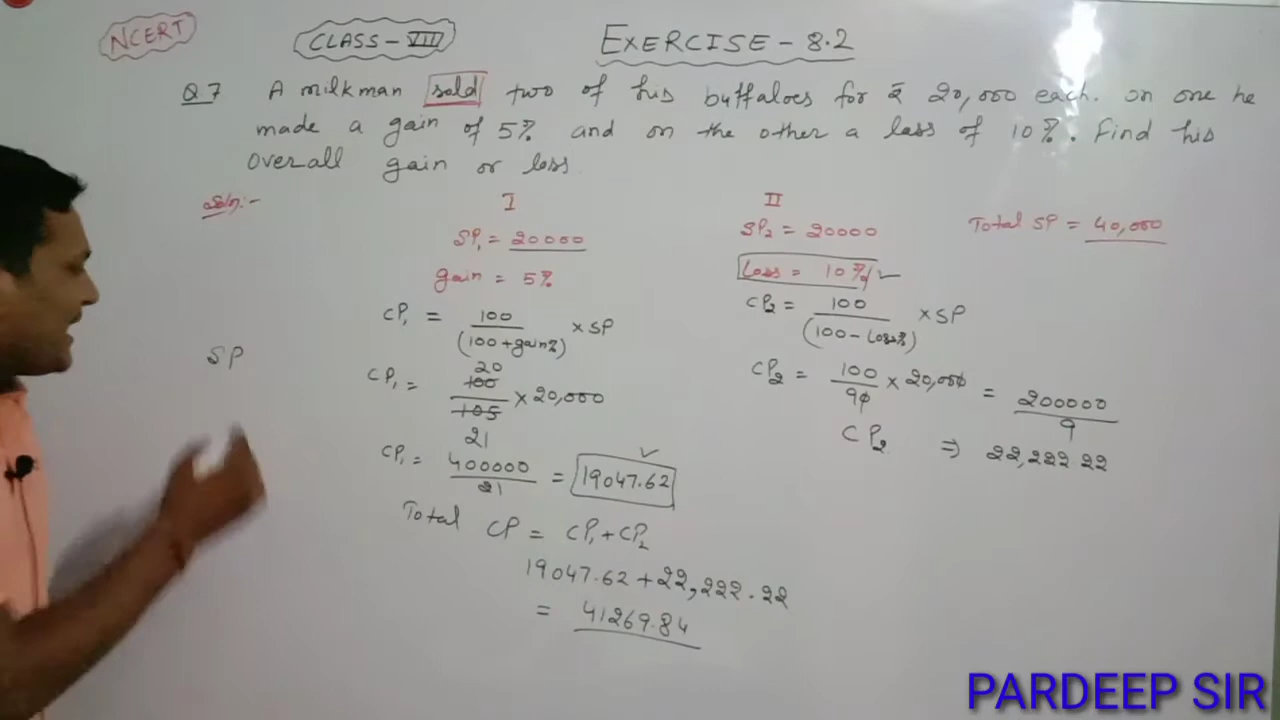 NCERT
CLASS-VIII
EXERCISE-8.2
Q7 A milkman sold two of his buffaloes for ₹ 20,000 each. On one he
made a gain of 5% and on the other a loss of 10%. Find his
overall gain or loss.
Soln:-
I
SP₁ = 20000
gain = 5%
CP₁ = 100/(100+gain%) × SP
CP₁ = 20 100/105 21 × 20,000
CP₁ = 400000/21 = 19047.62
II
SP₂ = 20000
Loss = 10%
CP₂ = 100/(100-Loss%) × SP
CP₂ = 100/90 × 20,000 = 200000/9
CP₂ ⇒ 22,222.22
Total SP = 40,000
SP
Total CP = CP₁+CP₂
19047.62 + 22,222.22
= 41269.84
PARDEEP SIR